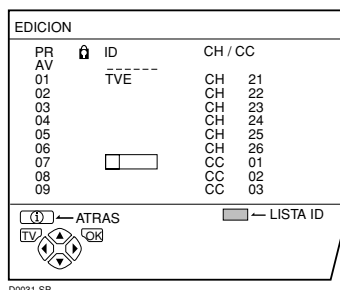 EDICION
PR ID CH / CC
AV _ _ _ _ _ _
01 TVE CH 21
02 CH 22
03 CH 23
04 CH 24
05 CH 25
06 CH 26
07 CC 01
08 CC 02
09 CC 03
i ATRAS LISTA ID
TV OK
D0031-SP